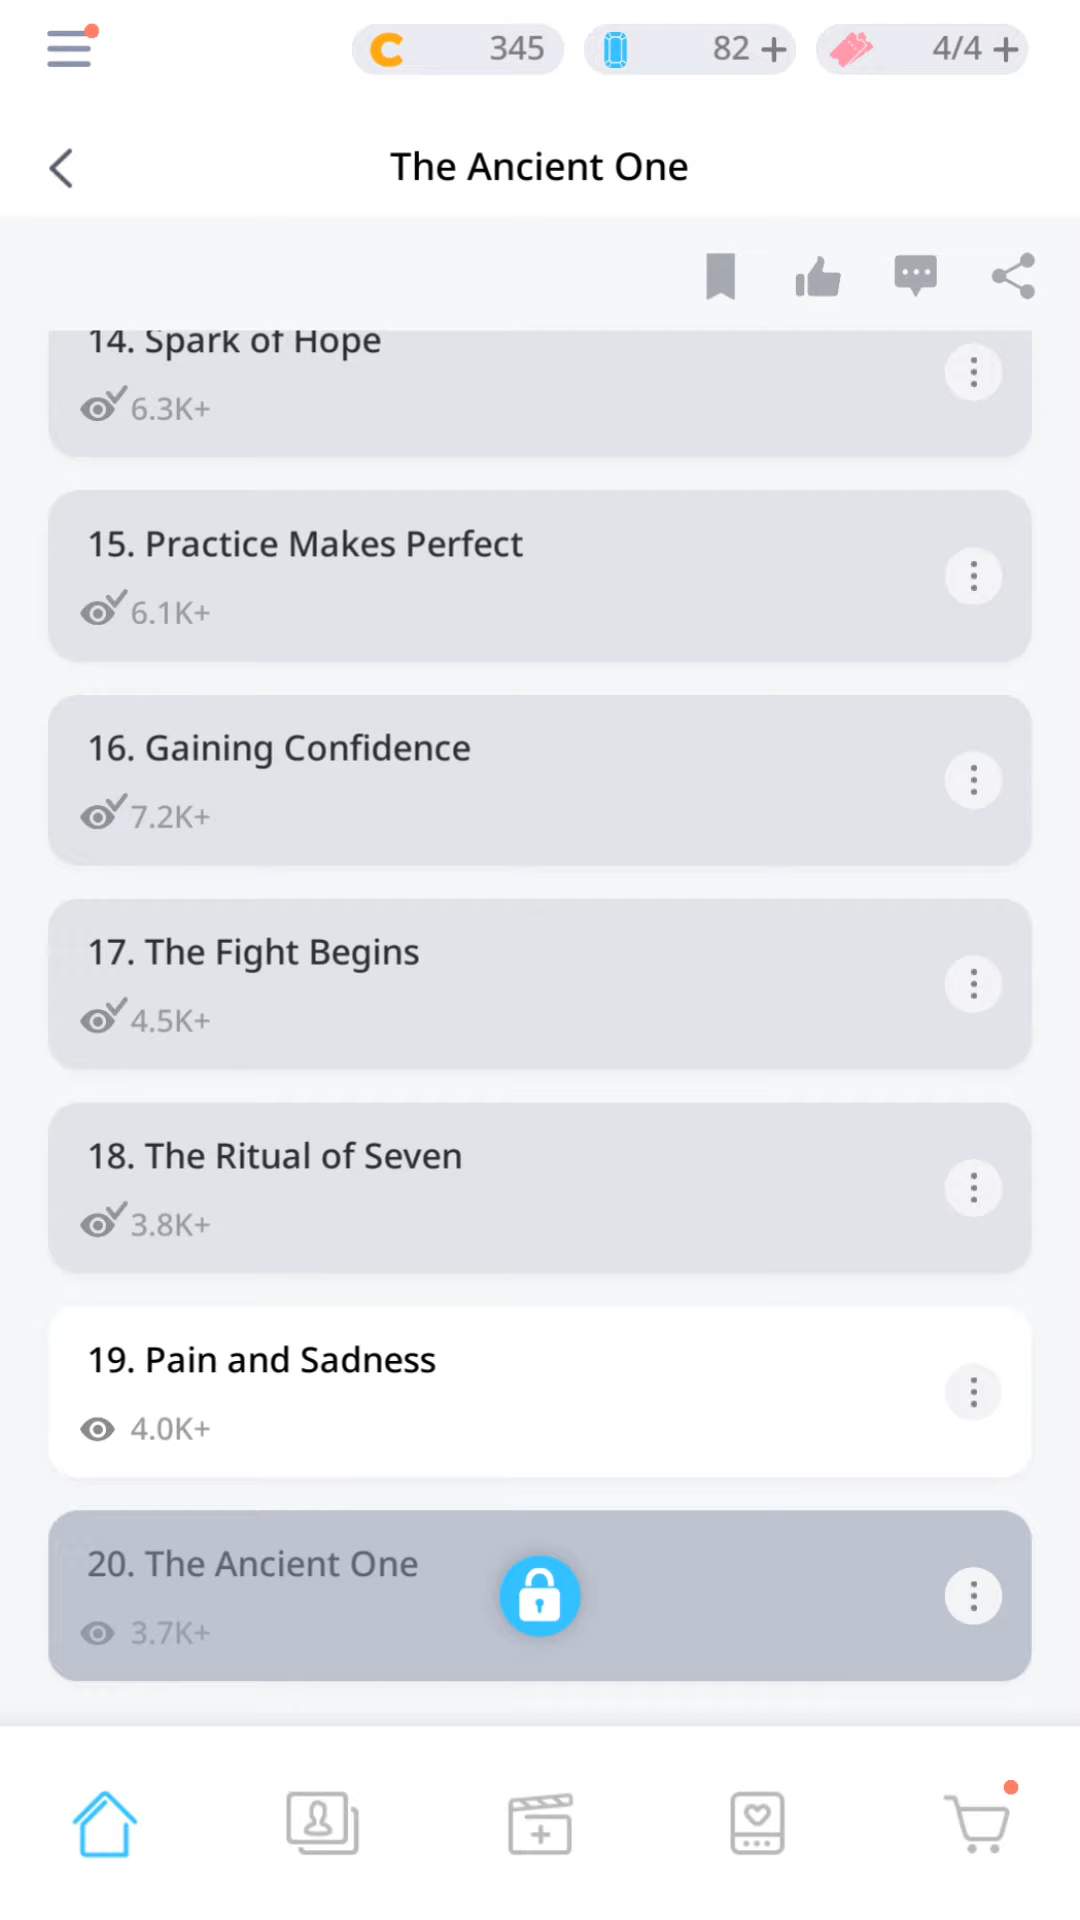 345
82
4/4
The Ancient One
14. Spark of Hope
6.3K+
15. Practice Makes Perfect
6.1K+
16. Gaining Confidence
7.2K+
17. The Fight Begins
4.5K+
18. The Ritual of Seven
3.8K+
19. Pain and Sadness
4.0K+
20. The Ancient One
3.7K+